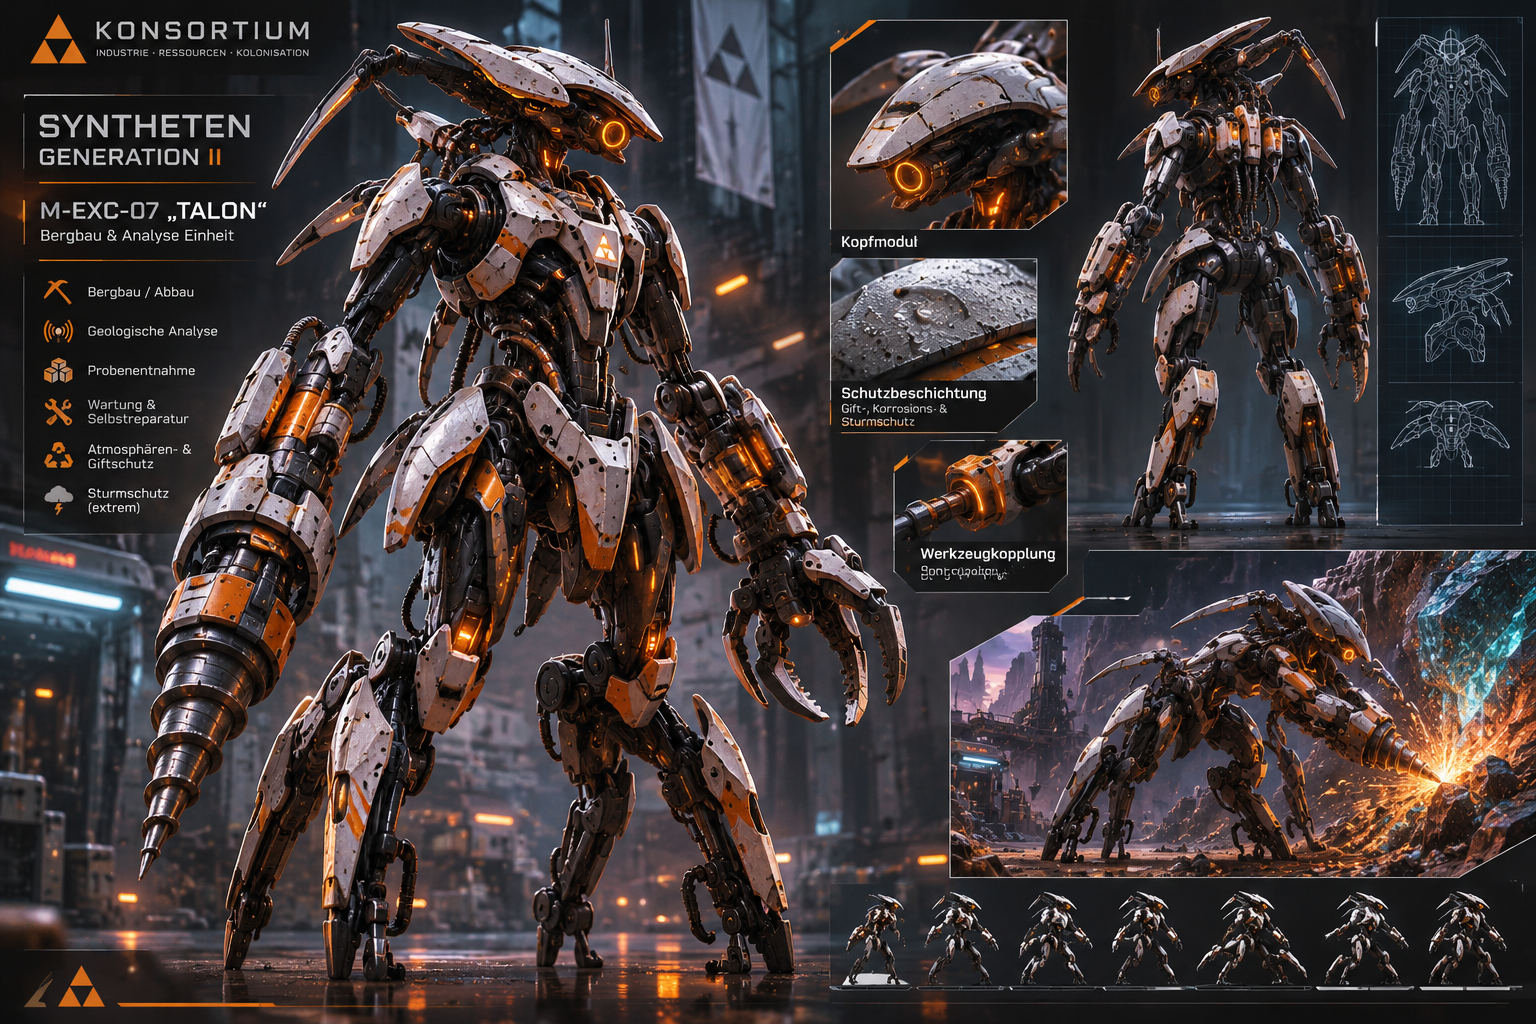 KONSORTIUM
INDUSTRIE · RESSOURCEN · KOLONISATION
SYNTHETEN
GENERATION II
M-EXC-07 „TALON“
Bergbau & Analyse Einheit
Bergbau / Abbau
Geologische Analyse
Probenentnahme
Wartung &
Selbstreparatur
Atmosphären- &
Giftschutz
Sturmschutz
(extrem)
Kopfmodul
Schutzbeschichtung
Gift-, Korrosions- &
Sturmschutz
Werkzeugkopplung